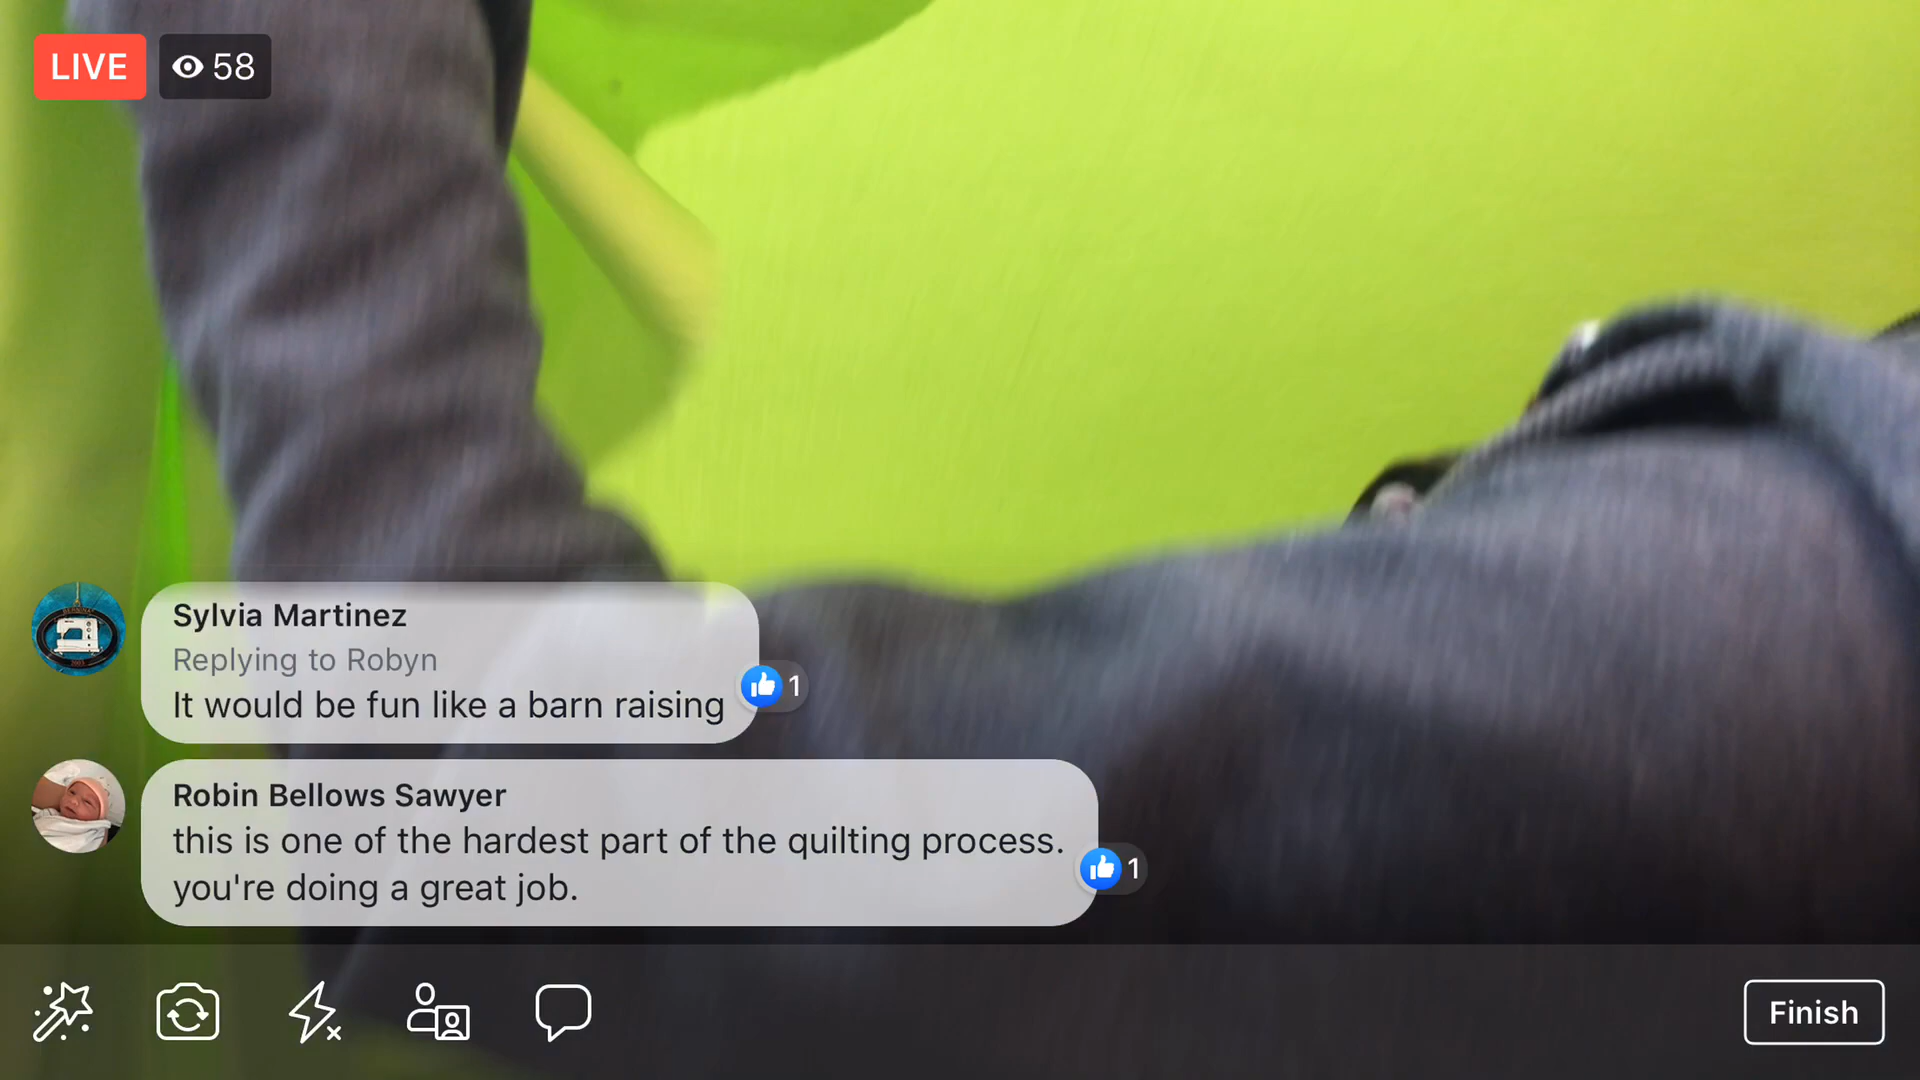 LIVE 58
Sylvia Martinez
Replying to Robyn
It would be fun like a barn raising
1
Robin Bellows Sawyer
this is one of the hardest part of the quilting process.
you're doing a great job.
1
Finish